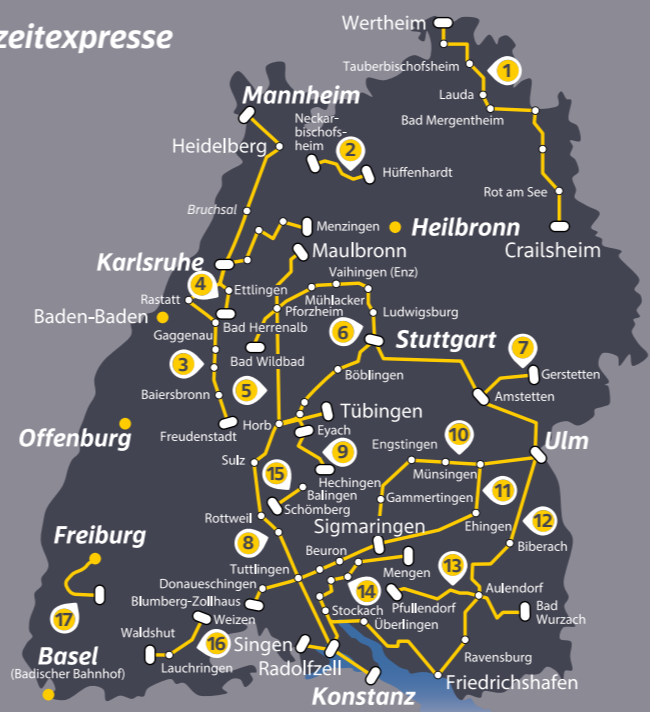 zeitexpresse
Wertheim
Tauberbischofsheim
1
Lauda
Bad Mergentheim
Mannheim
Neckar-
bischofs-
heim
2
Heidelberg
Hüffenhardt
Rot am See
Bruchsal
Menzingen
Heilbronn
Crailsheim
Maulbronn
Karlsruhe
Vaihingen (Enz)
4
Ettlingen
Rastatt
Mühlacker
Pforzheim
Ludwigsburg
Baden-Baden
Bad Herrenalb
6
Stuttgart
Gaggenau
7
Bad Wildbad
3
Gerstetten
Böblingen
5
Baiersbronn
Amstetten
Tübingen
Horb
Freudenstadt
Eyach
Offenburg
10
Ulm
Engstingen
9
Sulz
15
Münsingen
Hechingen
Balingen
11
Gammertingen
Schömberg
Rottweil
Sigmaringen
12
Ehingen
Freiburg
8
Biberach
Beuron
Tuttlingen
13
Mengen
Donaueschingen
14
Aulendorf
Blumberg-Zollhaus
Pfullendorf
Stockach
Bad
Wurzach
17
Weizen
Überlingen
Waldshut
16
Singen
Basel
(Badischer Bahnhof)
Lauchringen
Radolfzell
Ravensburg
Friedrichshafen
Konstanz